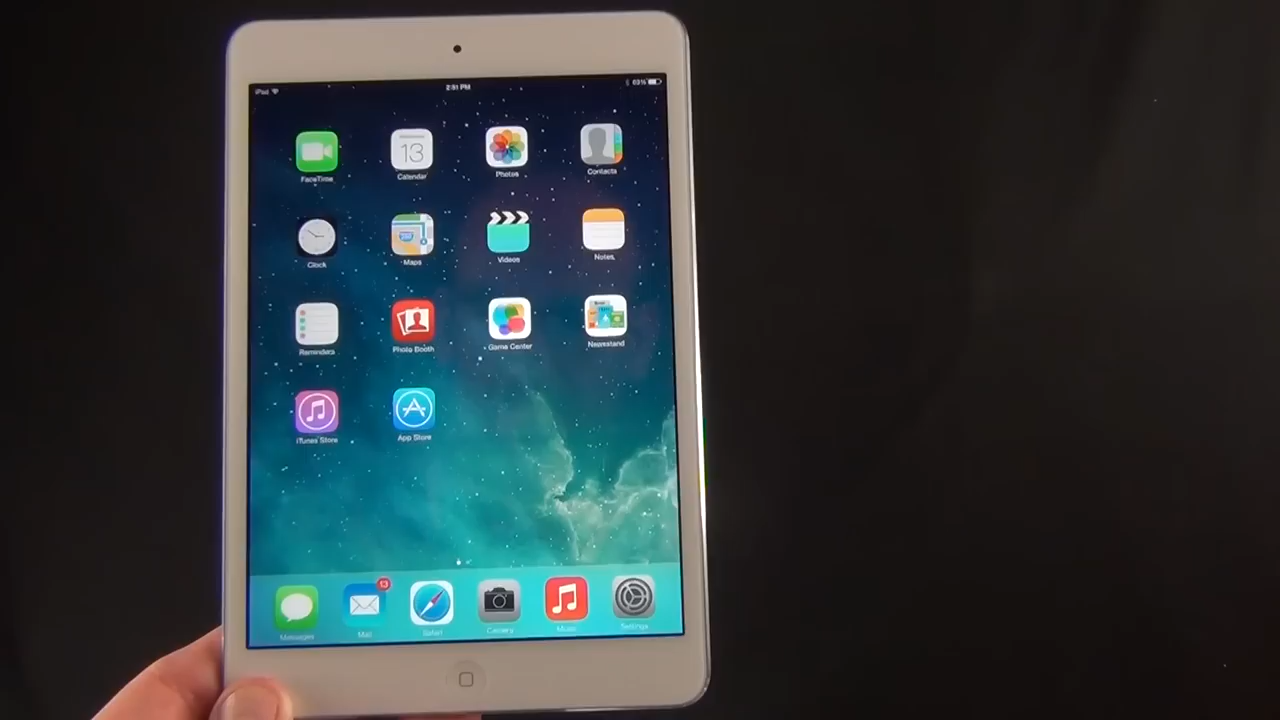 iPad
2:51 PM
FaceTime
13
Calendar
Photos
Contacts
Clock
Maps
Videos
Notes
Reminders
Photo Booth
Game Center
Newsstand
iTunes Store
App Store
13
Messages
Mail
Safari
Camera
Music
Settings